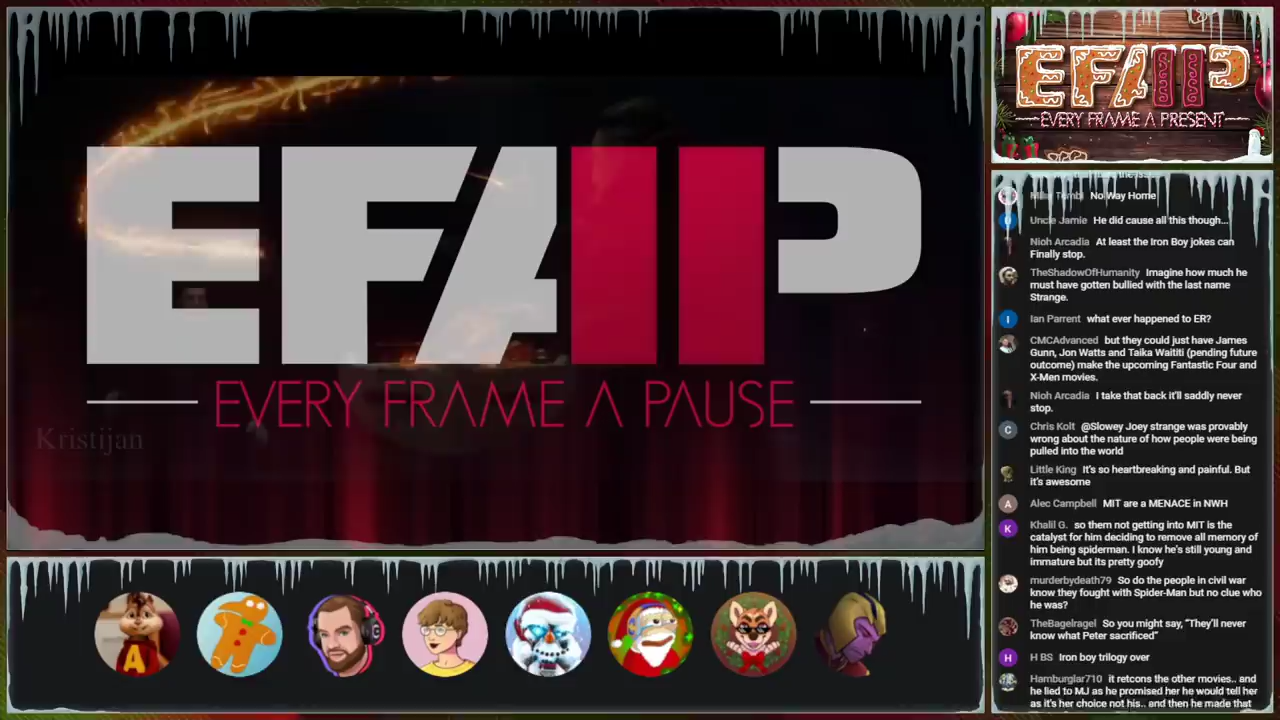 EFAP
EVERY FRAME A PAUSE
Kristijan
EFAP
EVERY FRAME A PRESENT
No Way Home
Uncle Jamie He did cause all this though...
Nioh Arcadia At least the Iron Boy jokes can
Finally stop.
TheShadowOfHumanity Imagine how much he
must have gotten bullied with the last name
Strange.
I
Ian Parrent what ever happened to ER?
CMCAdvanced but they could just have James
Gunn, Jon Watts and Taika Waititi (pending future
outcome) make the upcoming Fantastic Four and
X-Men movies.
Nioh Arcadia I take that back it'll saddly never
stop.
C
Chris Kolt @Slowey Joey strange was provably
wrong about the nature of how people were being
pulled into the world
Little King It's so heartbreaking and painful. But
it's awesome
A
Alec Campbell MIT are a MENACE in NWH
K
Khalil G. so them not getting into MIT is the
catalyst for him deciding to remove all memory of
him being spiderman. I know he's still young and
immature but its pretty goofy
murderbydeath79 So do the people in civil war
know they fought with Spider-Man but no clue who
he was?
TheBagelragel So you might say, "They'll never
know what Peter sacrificed"
H
H BS Iron boy trilogy over
Hamburglar710 it retcons the other movies.. and
he lied to MJ as he promised her he would tell her
as it's her choice not his.. and then he made that
A